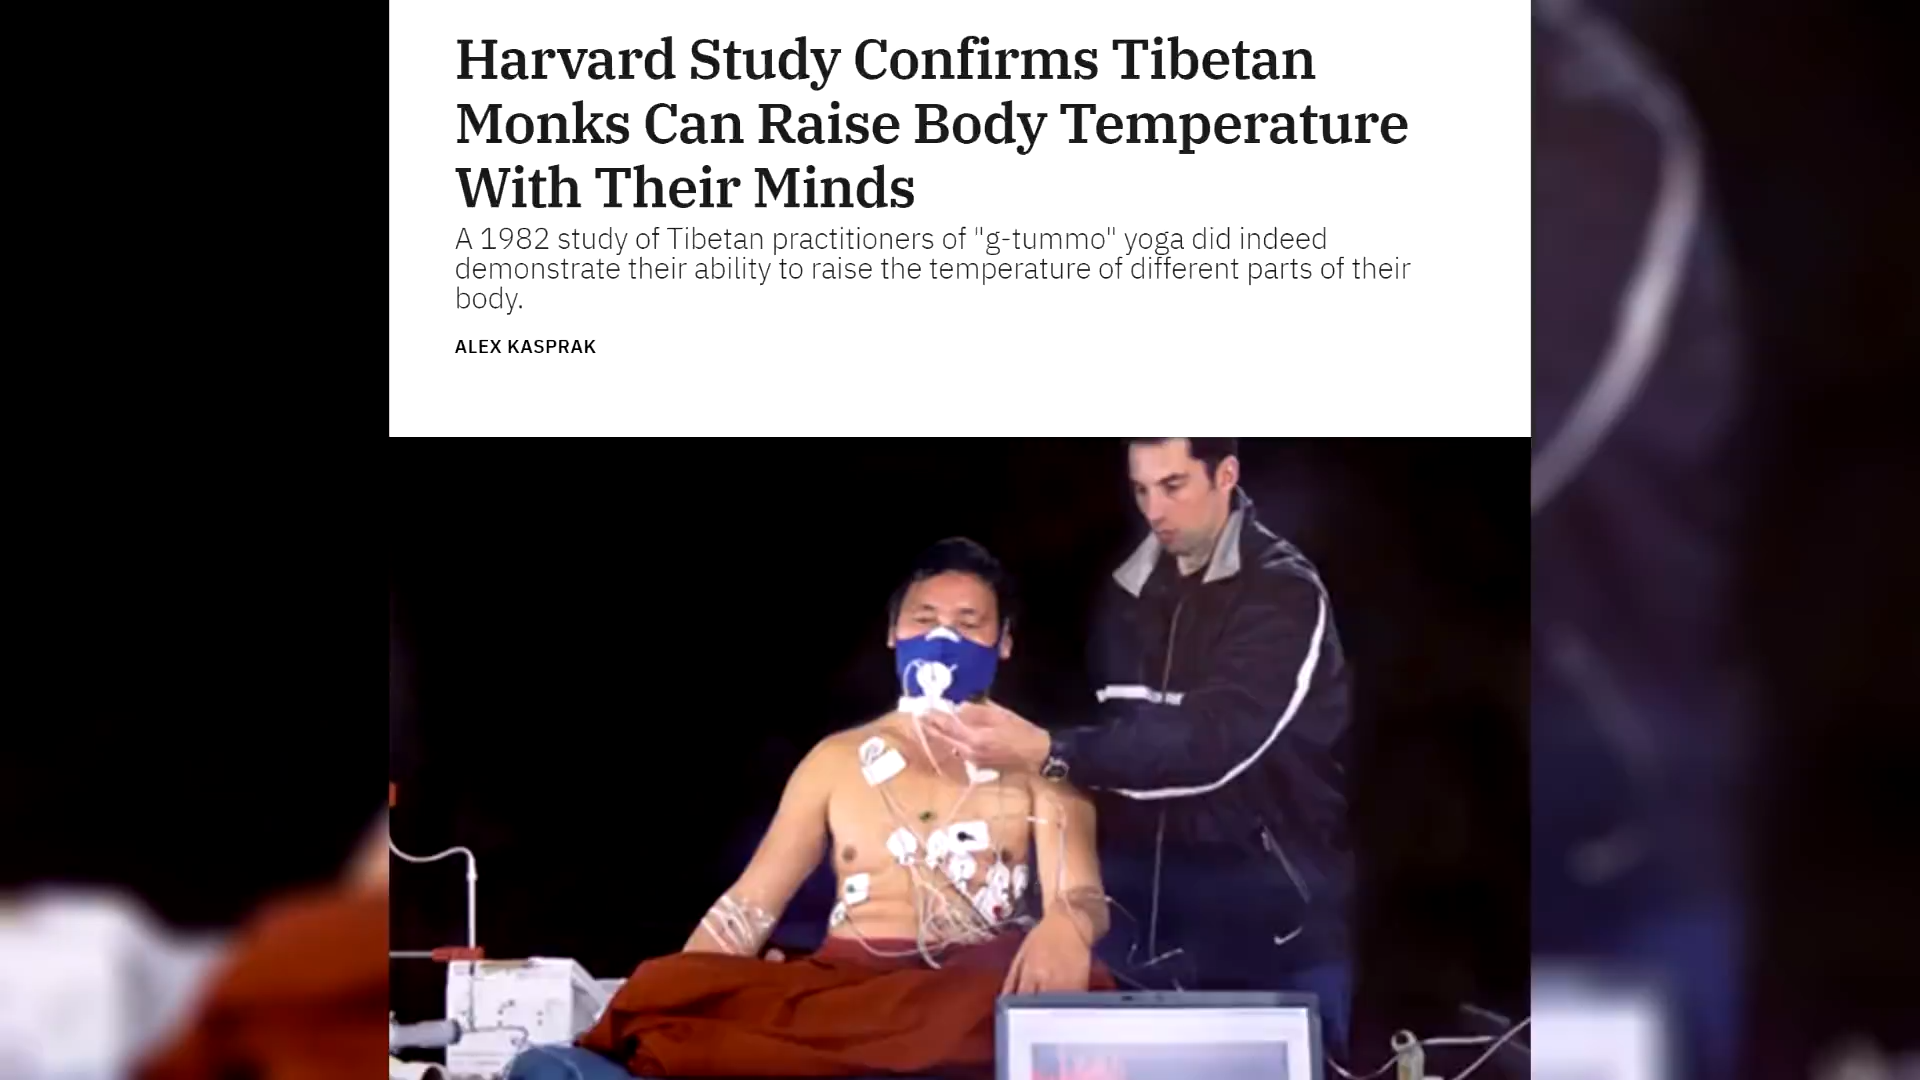 Harvard Study Confirms Tibetan
Monks Can Raise Body Temperature
With Their Minds
A 1982 study of Tibetan practitioners of "g-tummo" yoga did indeed
demonstrate their ability to raise the temperature of different parts of their
body.
ALEX KASPRAK